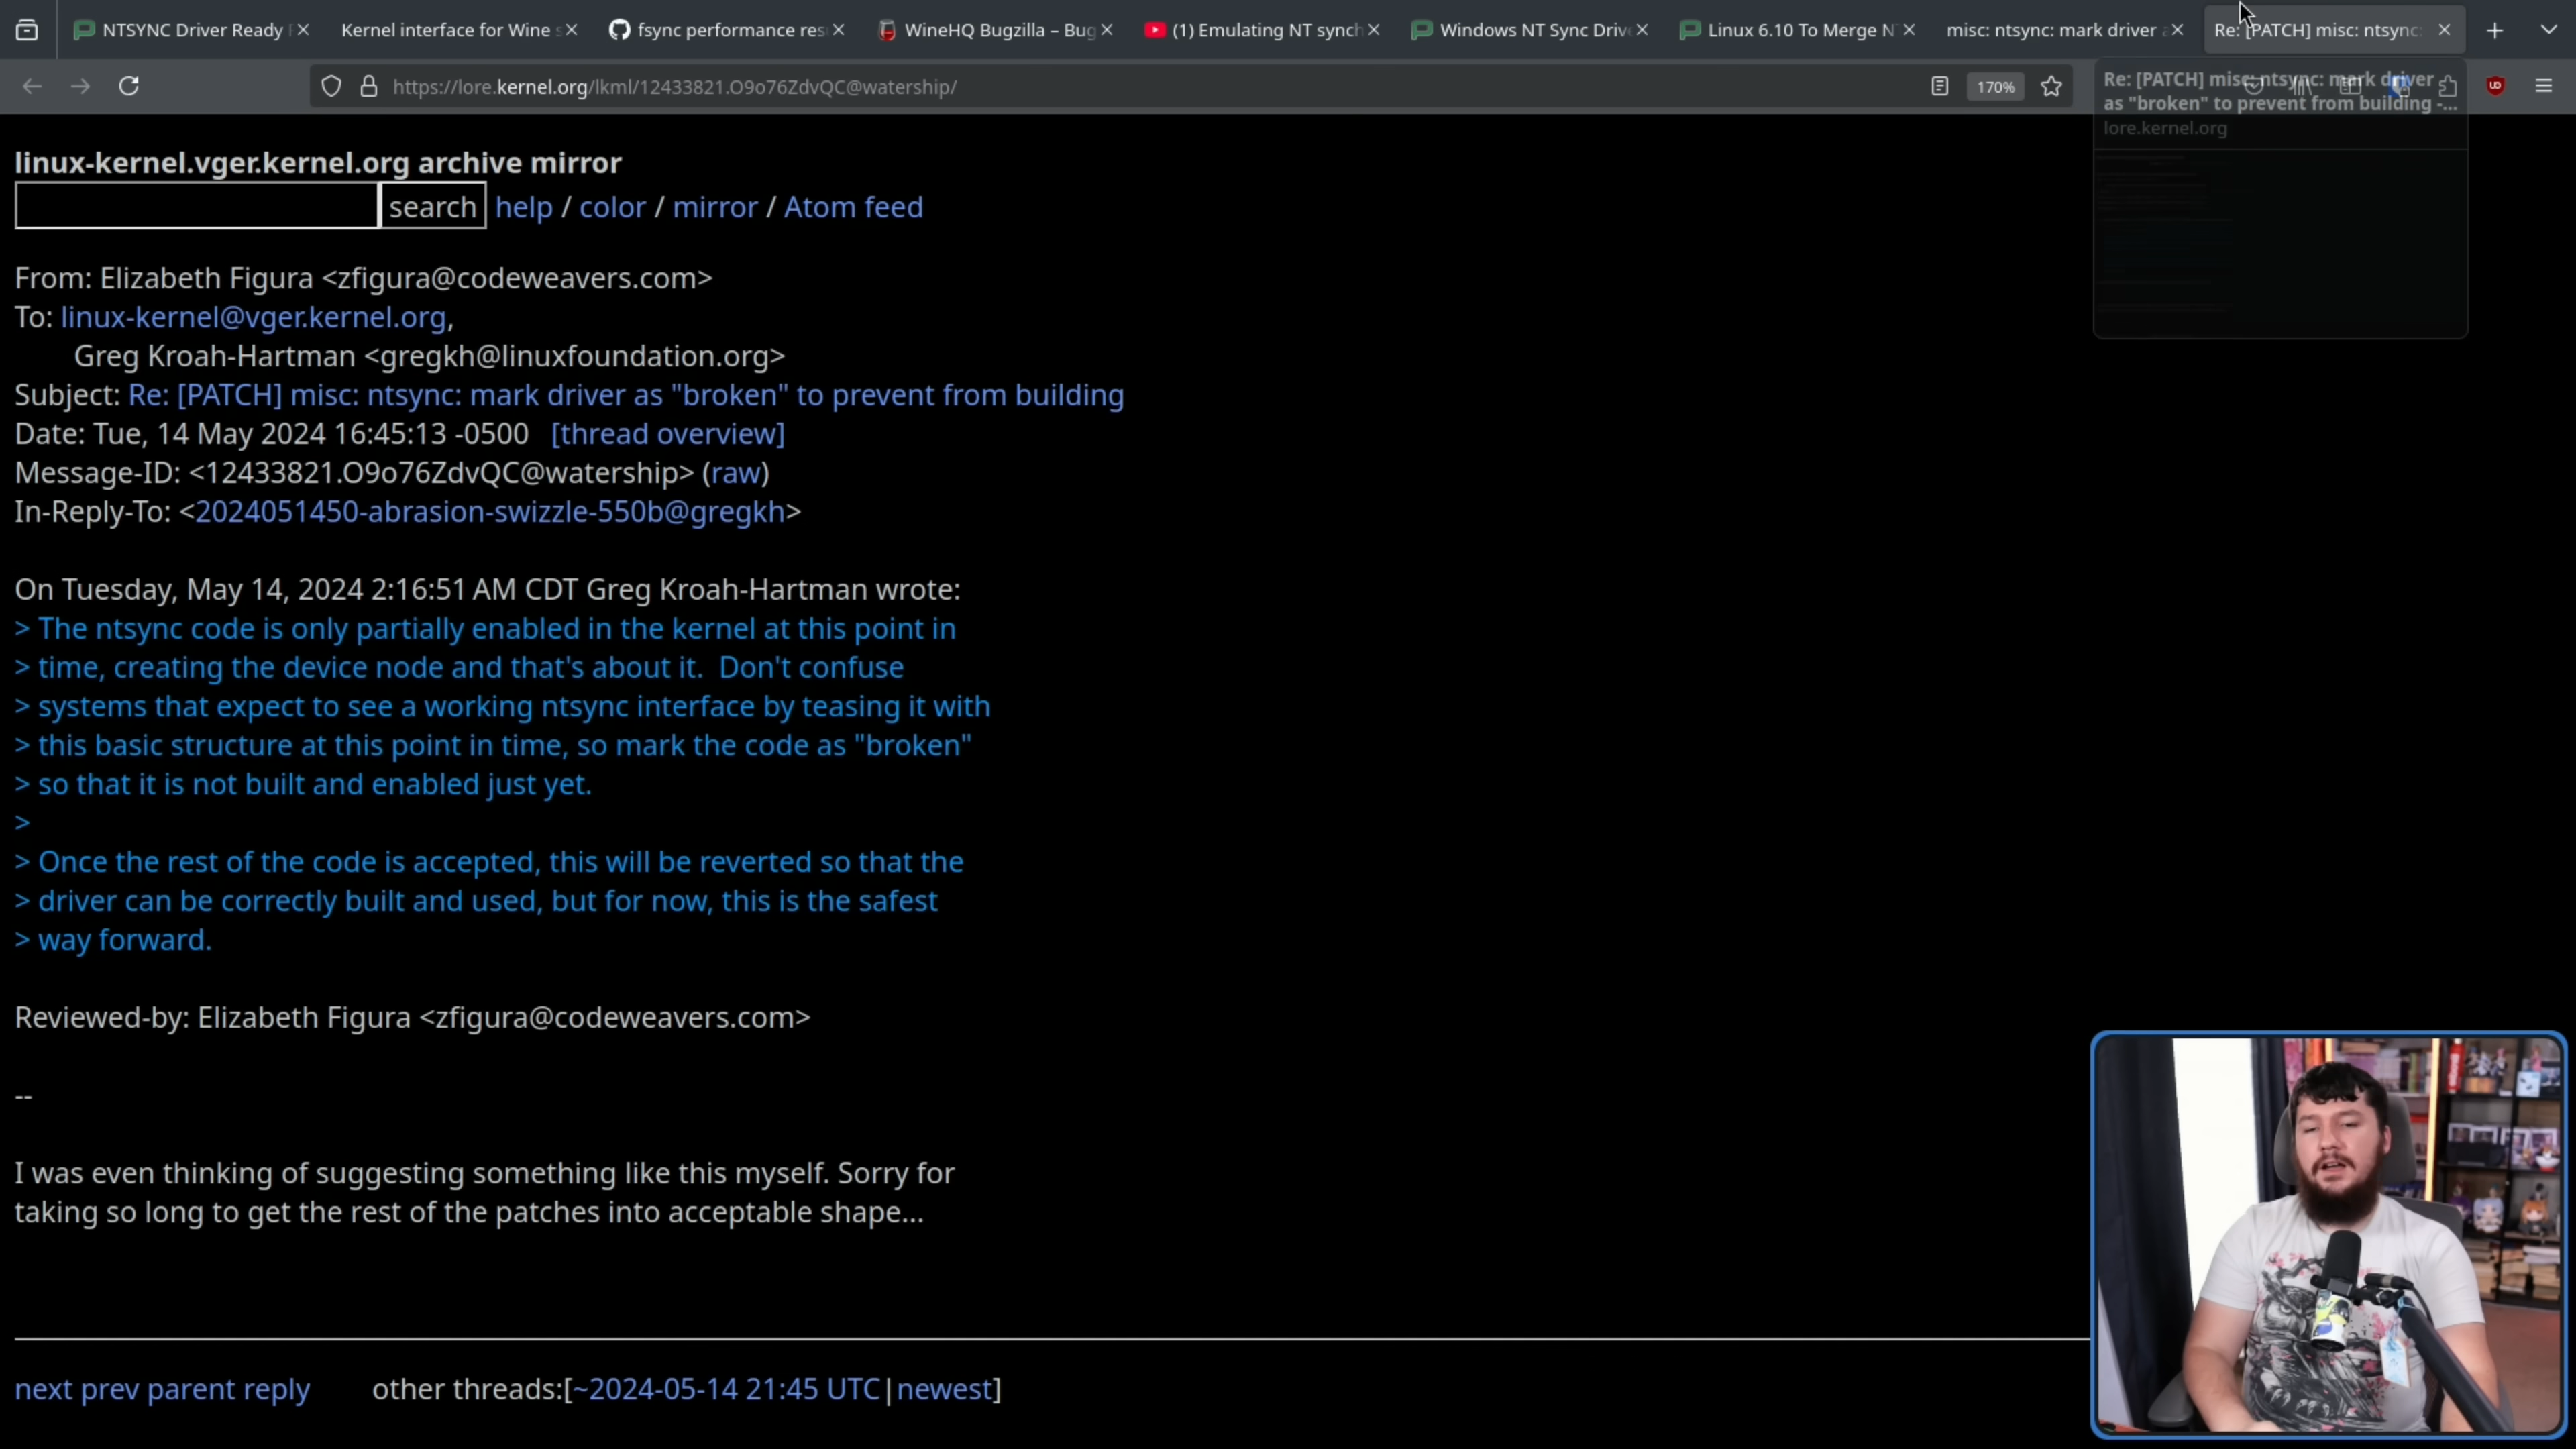 NTSYNC Driver Ready
Kernel interface for Wine s
fsync performance res
WineHQ Bugzilla – Bug
(1) Emulating NT synch
Windows NT Sync Driv
Linux 6.10 To Merge N
misc: ntsync: mark driver a
Re: [PATCH] misc: ntsync:
https://lore.kernel.org/lkml/12433821.O9o76ZdvQC@watership/
170%
Re: [PATCH] misc: ntsync: mark driver
as "broken" to prevent from building -...
lore.kernel.org
linux-kernel.vger.kernel.org archive mirror
search help / color / mirror / Atom feed
From: Elizabeth Figura <zfigura@codeweavers.com>
To: linux-kernel@vger.kernel.org,
Greg Kroah-Hartman <gregkh@linuxfoundation.org>
Subject: Re: [PATCH] misc: ntsync: mark driver as "broken" to prevent from building
Date: Tue, 14 May 2024 16:45:13 -0500 [thread overview]
Message-ID: <12433821.O9o76ZdvQC@watership> (raw)
In-Reply-To: <2024051450-abrasion-swizzle-550b@gregkh>
On Tuesday, May 14, 2024 2:16:51 AM CDT Greg Kroah-Hartman wrote:
> The ntsync code is only partially enabled in the kernel at this point in
> time, creating the device node and that's about it.  Don't confuse
> systems that expect to see a working ntsync interface by teasing it with
> this basic structure at this point in time, so mark the code as "broken"
> so that it is not built and enabled just yet.
>
> Once the rest of the code is accepted, this will be reverted so that the
> driver can be correctly built and used, but for now, this is the safest
> way forward.
Reviewed-by: Elizabeth Figura <zfigura@codeweavers.com>
--
I was even thinking of suggesting something like this myself. Sorry for
taking so long to get the rest of the patches into acceptable shape...
next prev parent reply other threads:[~2024-05-14 21:45 UTC|newest]